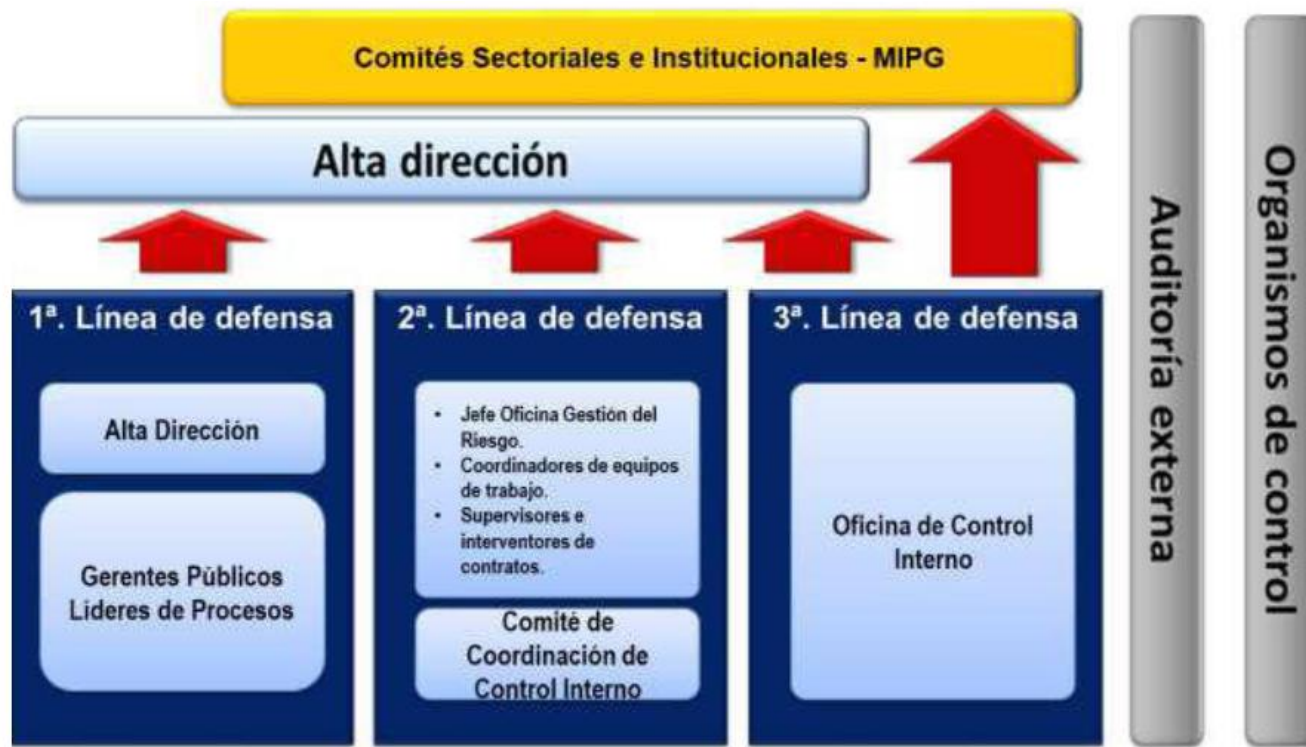 Comités Sectoriales e Institucionales - MIPG
Alta dirección
1ª. Línea de defensa
Alta Dirección
Gerentes Públicos
Lideres de Procesos
2ª. Línea de defensa
• Jefe Oficina Gestión del
Riesgo.
• Coordinadores de equipos
de trabajo.
• Supervisores e
interventores de
contratos.
Comité de
Coordinación de
Control Interno
3ª. Línea de defensa
Oficina de Control
Interno
Auditoría externa
Organismos de control